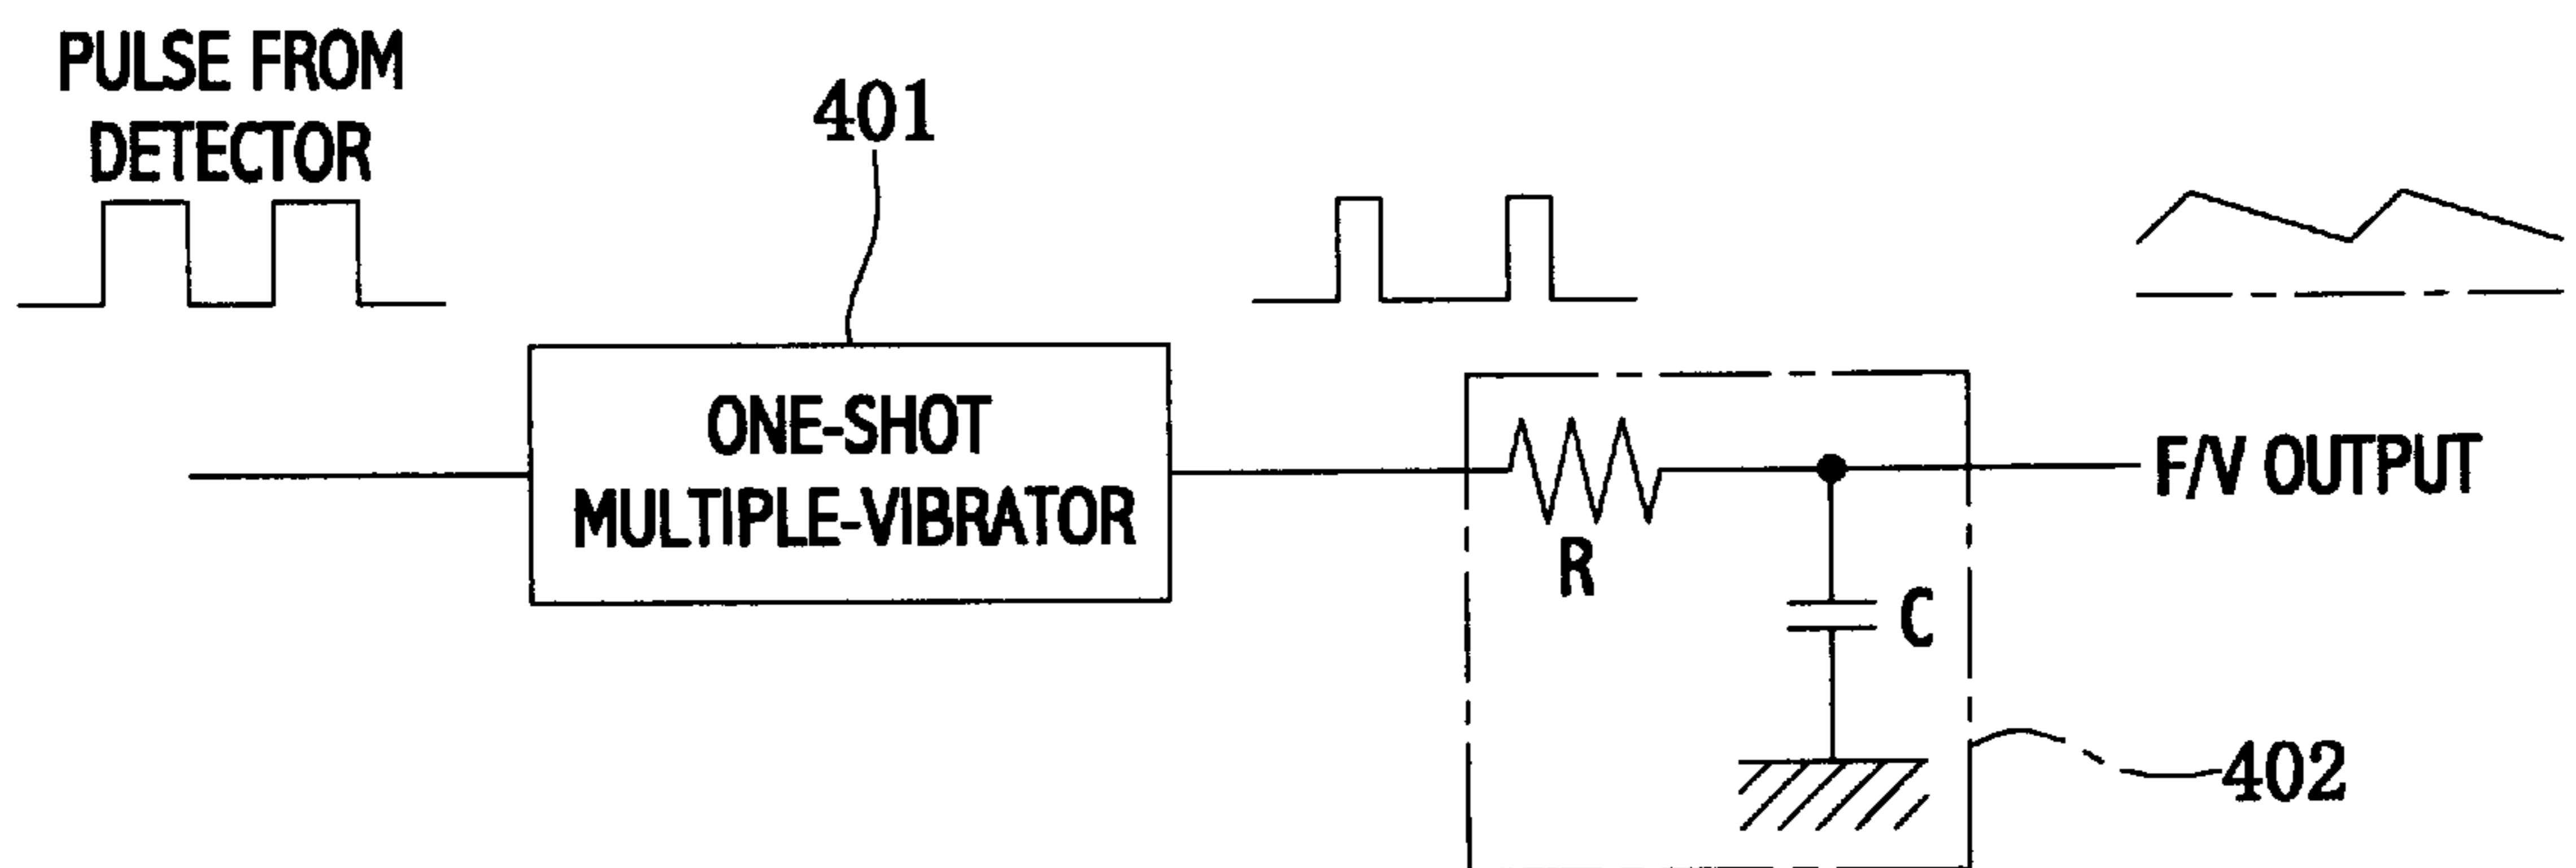 PULSE FROM
DETECTOR
401
ONE-SHOT
MULTIPLE-VIBRATOR
R
C
F/V OUTPUT
402